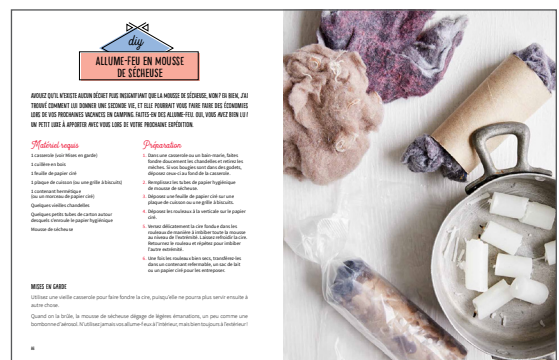 diy
ALLUME-FEU EN MOUSSE
DE SÉCHEUSE
AVOUEZ QU'IL N'EXISTE AUCUN DÉCHET PLUS INSIGNIFIANT QUE LA MOUSSE DE SÉCHEUSE, NON? EH BIEN, J'AI
TROUVÉ COMMENT LUI DONNER UNE SECONDE VIE, ET ELLE POURRAIT VOUS FAIRE FAIRE DES ÉCONOMIES
LORS DE VOS PROCHAINES VACANCES EN CAMPING. FAITES-EN DES ALLUME-FEU. OUI, VOUS AVEZ BIEN LU!
UN PETIT LUXE À APPORTER AVEC VOUS LORS DE VOTRE PROCHAINE EXPÉDITION.
Matériel requis
1 casserole (voir Mises en garde)
1 cuillère en bois
1 feuille de papier ciré
1 plaque de cuisson (ou une grille à biscuits)
1 contenant hermétique
(ou un morceau de papier ciré)
Quelques vieilles chandelles
Quelques petits tubes de carton autour
desquels s'enroule le papier hygiénique
Mousse de sécheuse
Préparation
1. Dans une casserole ou un bain-marie, faites
fondre doucement les chandelles et retirez les
mèches. Si vos bougies sont dans des godets,
déposez ceux-ci au fond de la casserole.
2. Remplissez les tubes de papier hygiénique
de mousse de sécheuse.
3. Déposez une feuille de papier ciré sur une
plaque de cuisson ou une grille à biscuits.
4. Déposez les rouleaux à la verticale sur le papier
ciré.
5. Versez délicatement la cire fondue dans les
rouleaux de manière à imbiber toute la mousse
au niveau de l'extrémité. Laissez refroidir la cire.
Retournez le rouleau et répétez pour imbiber
l'autre extrémité.
6. Une fois les rouleaux bien secs, transférez-les
dans un contenant refermable, un sac de lait
ou un papier ciré pour les entreposer.
MISES EN GARDE
Utilisez une vieille casserole pour faire fondre la cire, puisqu'elle ne pourra plus servir ensuite à
autre chose.
Quand on la brûle, la mousse de sécheuse dégage de légères émanations, un peu comme une
bombonne d'aérosol. N'utilisez jamais vos allume-feux à l'intérieur, mais bien toujours à l'extérieur!